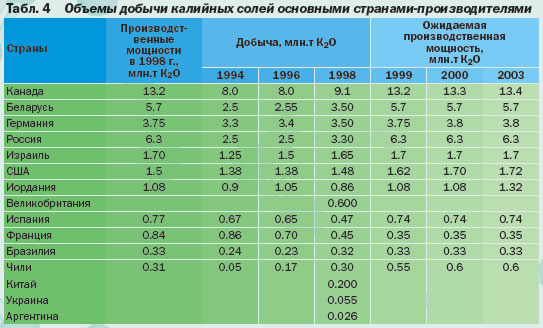 Табл. 4 Объемы добычи калийных солей основными странами-производителями
Страны
Производст-
венные
мощности
в 1998 г.,
млн.т K2O
Добыча, млн.т K2O
Ожидаемая
производственная
мощность,
млн.т K2O
1994 1996 1998 1999 2000 2003
Канада 13.2 8.0 8.0 9.1 13.2 13.3 13.4
Беларусь 5.7 2.5 2.55 3.50 5.7 5.7 5.7
Германия 3.75 3.3 3.4 3.50 3.75 3.8 3.8
Россия 6.3 2.5 2.5 3.30 6.3 6.3 6.3
Израиль 1.70 1.25 1.5 1.65 1.7 1.7 1.7
США 1.5 1.38 1.38 1.48 1.62 1.70 1.72
Иордания 1.08 0.9 1.05 0.86 1.08 1.08 1.32
Великобритания 0.600
Испания 0.77 0.67 0.65 0.47 0.74 0.74 0.74
Франция 0.84 0.86 0.70 0.45 0.35 0.35 0.35
Бразилия 0.33 0.24 0.23 0.32 0.33 0.33 0.33
Чили 0.31 0.05 0.17 0.30 0.55 0.6 0.6
Китай 0.200
Украина 0.055
Аргентина 0.026